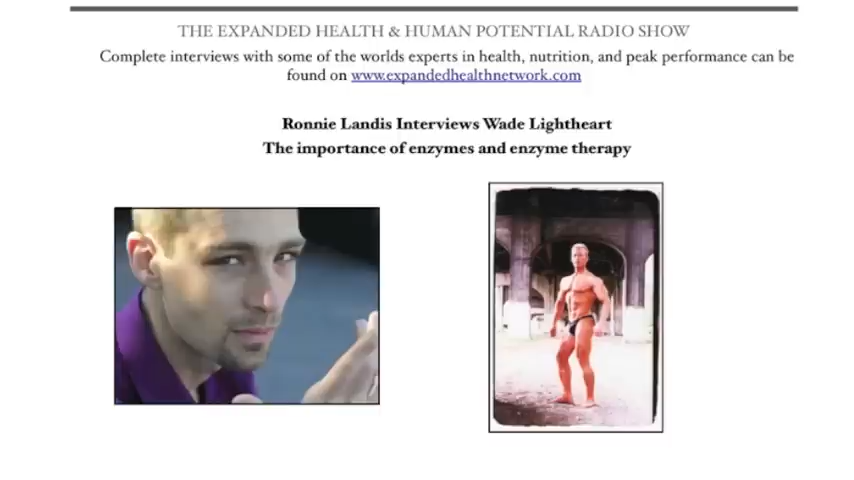 THE EXPANDED HEALTH & HUMAN POTENTIAL RADIO SHOW
Complete interviews with some of the worlds experts in health, nutrition, and peak performance can be
found on www.expandedhealthnetwork.com
Ronnie Landis Interviews Wade Lightheart
The importance of enzymes and enzyme therapy